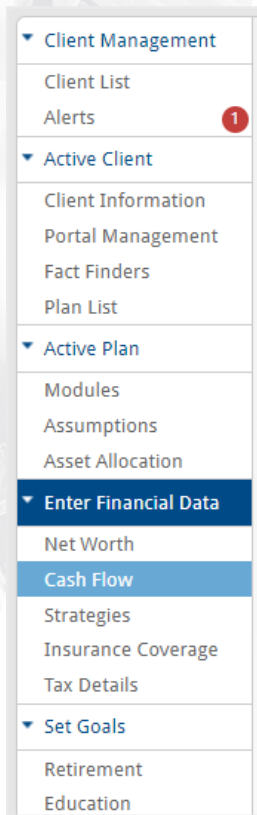 Client Management
Client List
Alerts 1
Active Client
Client Information
Portal Management
Fact Finders
Plan List
Active Plan
Modules
Assumptions
Asset Allocation
Enter Financial Data
Net Worth
Cash Flow
Strategies
Insurance Coverage
Tax Details
Set Goals
Retirement
Education